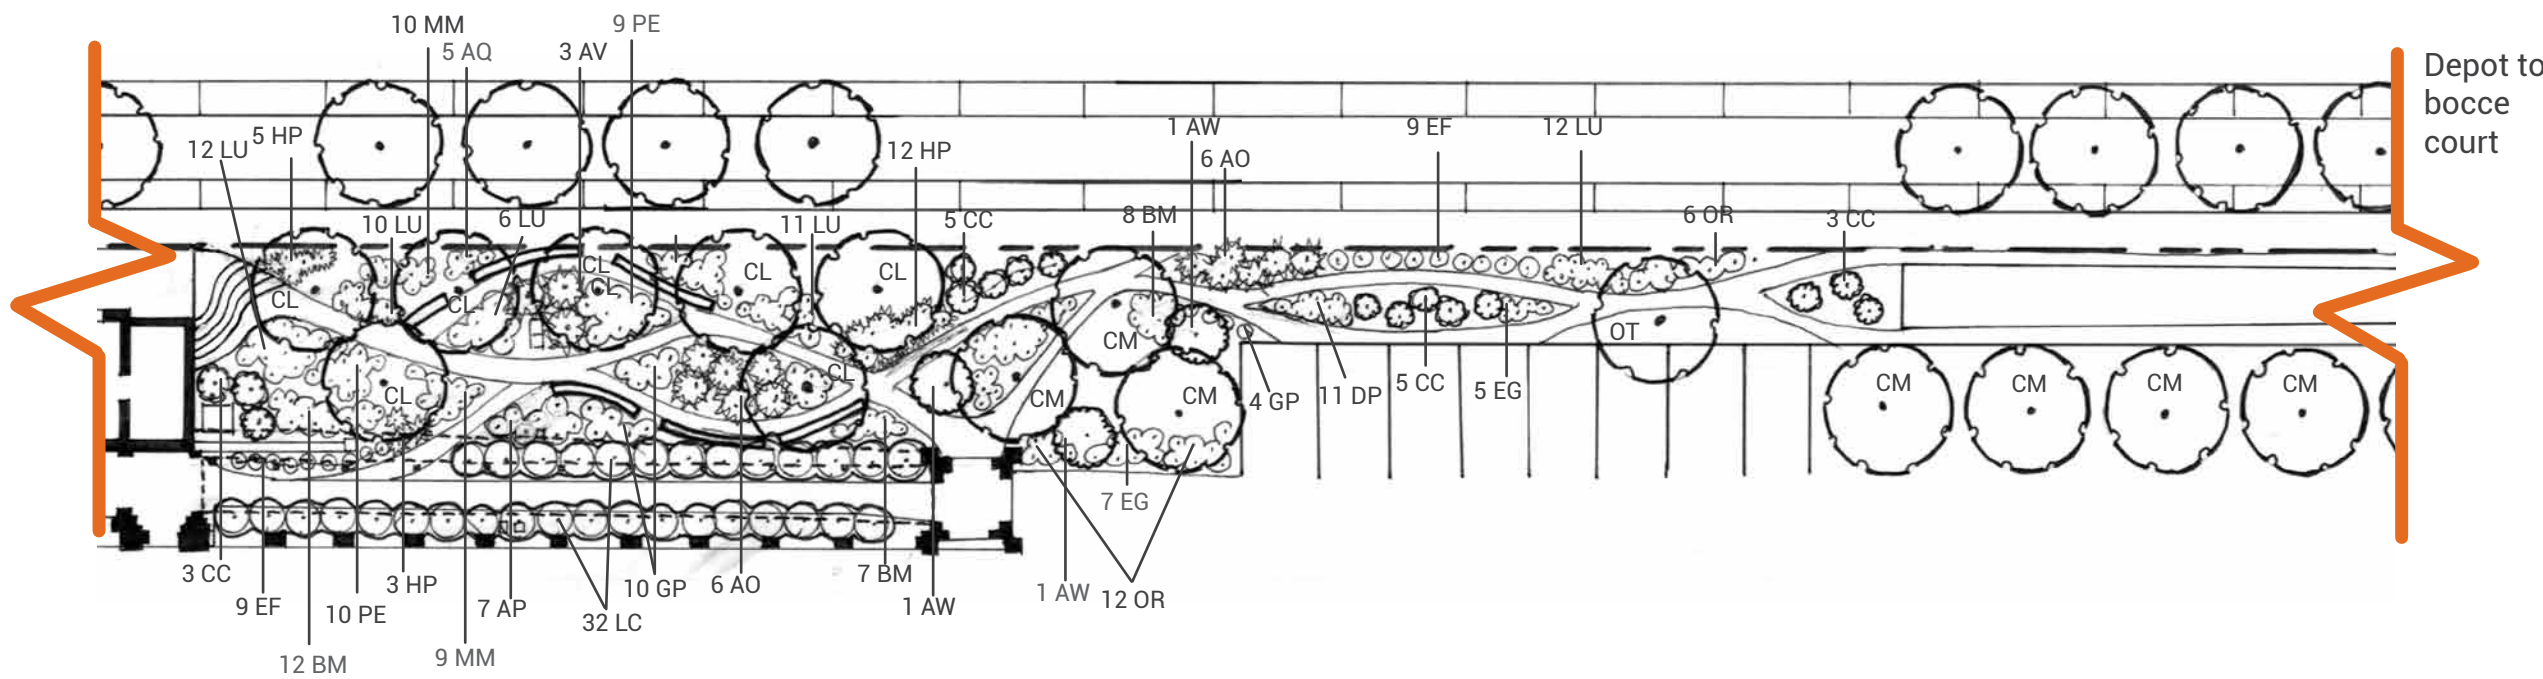 10 MM
9 PE
5 AQ
3 AV
Depot to
bocce
court
12 LU
5 HP
12 HP
1 AW
6 AO
9 EF
12 LU
10 LU
6 LU
11 LU
5 CC
8 BM
6 OR
3 CC
CL
CL
CL
CL
CL
CL
CL
CL
CM
CM
CM
OT
4 GP
11 DP
5 CC
5 EG
CM
CM
CM
CM
7 EG
3 CC
9 EF
12 BM
10 PE
3 HP
9 MM
7 AP
32 LC
10 GP
6 AO
7 BM
1 AW
1 AW
12 OR